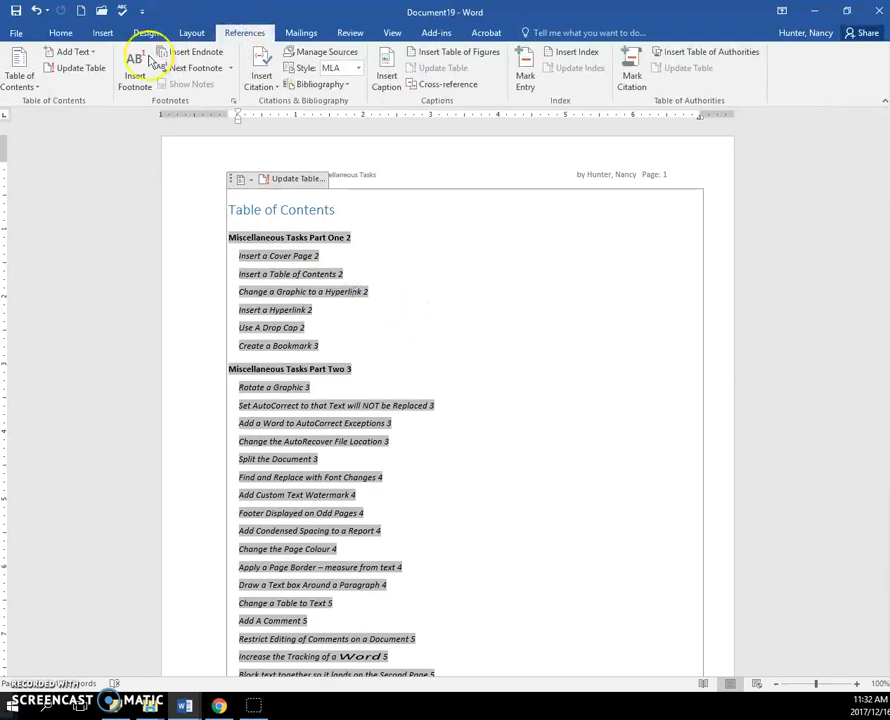 Document19 - Word
File Home Insert Design Layout References Mailings Review View Add-ins Acrobat Tell me what you want to do... Hunter, Nancy Share
Add Text Insert Endnote Manage Sources Insert Table of Figures Insert Index Insert Table of Authorities
Update Table Next Footnote Style: MLA Update Table Update Index Update Table
Table of Contents Insert Footnote Show Notes Insert Citation Bibliography Insert Caption Cross-reference Mark Entry Mark Citation
Table of Contents Footnotes Citations & Bibliography Captions Index Table of Authorities
1 1 2 3 4 5 6
Update Table... ellaneous Tasks by Hunter, Nancy Page: 1
Table of Contents
Miscellaneous Tasks Part One 2
Insert a Cover Page 2
Insert a Table of Contents 2
Change a Graphic to a Hyperlink 2
Insert a Hyperlink 2
Use A Drop Cap 2
Create a Bookmark 3
Miscellaneous Tasks Part Two 3
Rotate a Graphic 3
Set AutoCorrect to that Text will NOT be Replaced 3
Add a Word to AutoCorrect Exceptions 3
Change the AutoRecover File Location 3
Split the Document 3
Find and Replace with Font Changes 4
Add Custom Text Watermark 4
Footer Displayed on Odd Pages 4
Add Condensed Spacing to a Report 4
Change the Page Colour 4
Apply a Page Border – measure from text 4
Draw a Text box Around a Paragraph 4
Change a Table to Text 5
Add A Comment 5
Restrict Editing of Comments on a Document 5
Increase the Tracking of a Word 5
Block text together so it lands on the Second Page 5
words 100%
RECORDED WITH
SCREENCAST MATIC
11:32 AM
2017/12/16